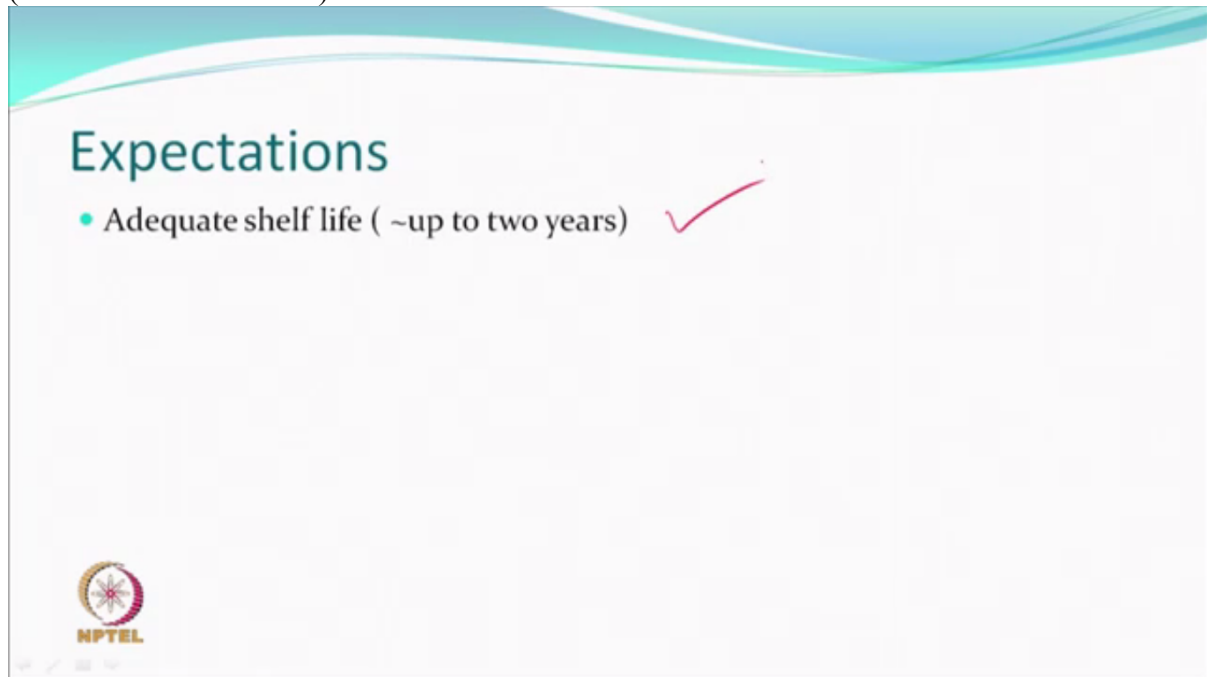 Expectations
• Adequate shelf life ( ~up to two years)
NPTEL